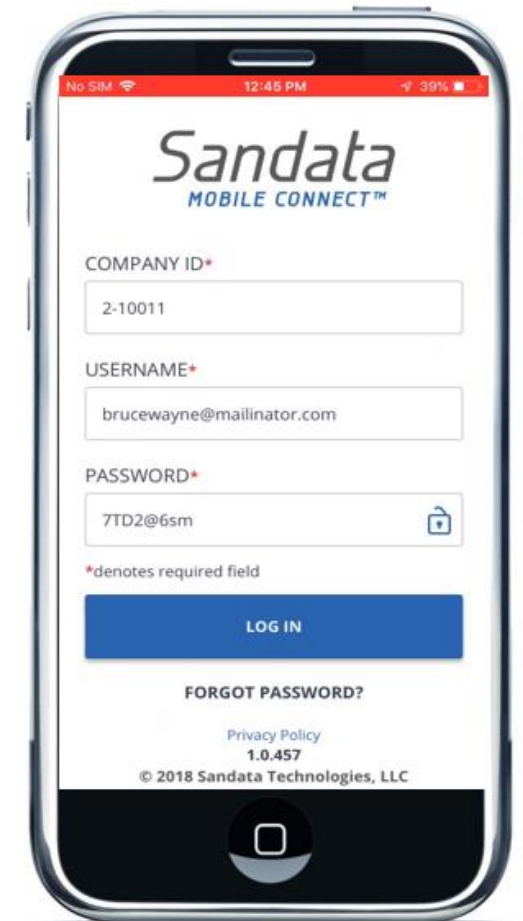 No SIM 12:45 PM 39%
Sandata
MOBILE CONNECT™
COMPANY ID*
2-10011
USERNAME*
brucewayne@mailinator.com
PASSWORD*
7TD2@6sm
*denotes required field
LOG IN
FORGOT PASSWORD?
Privacy Policy
1.0.457
© 2018 Sandata Technologies, LLC